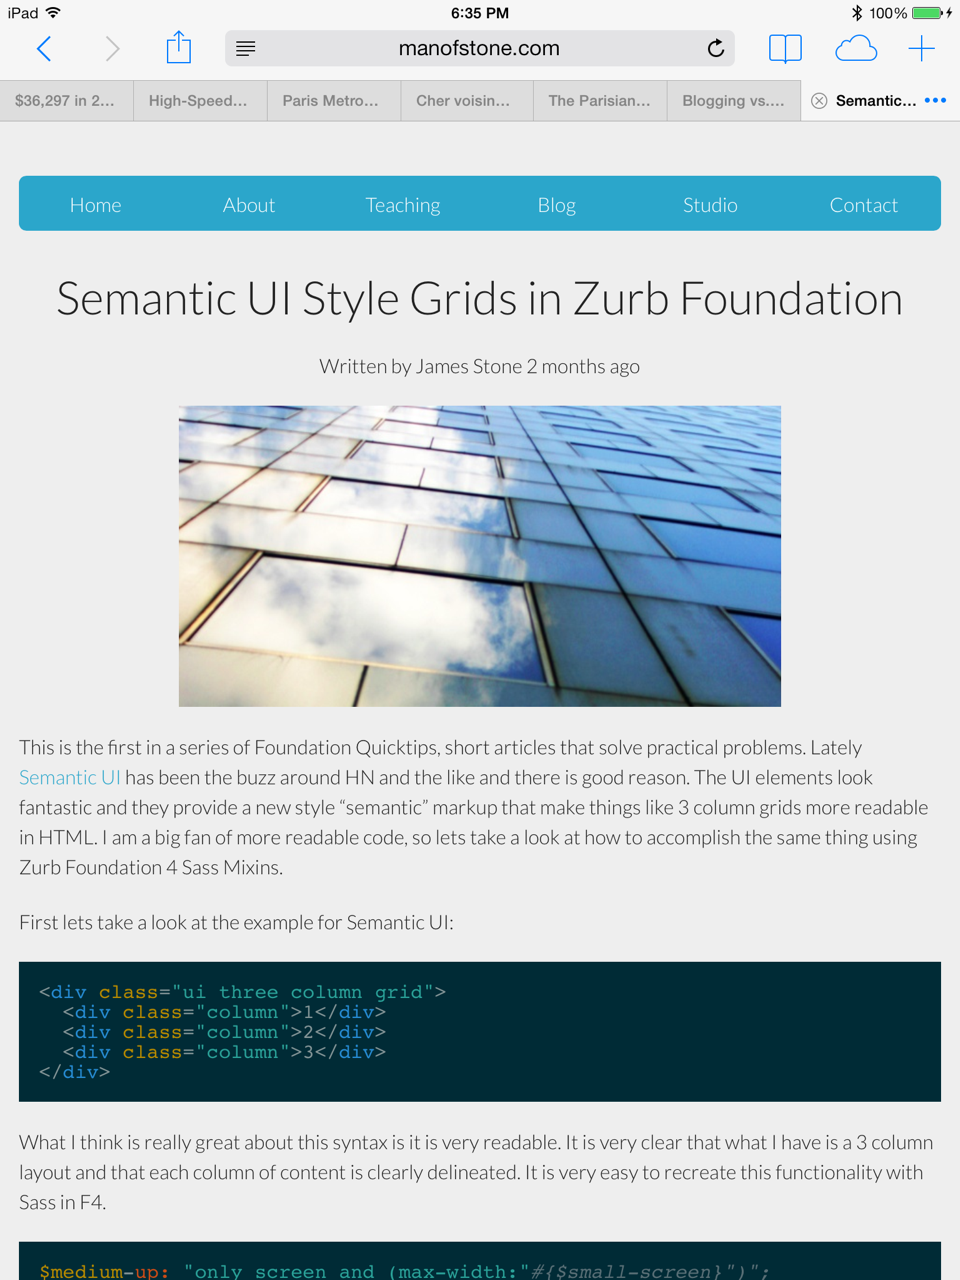 iPad 6:35 PM 100%
manofstone.com
$36,297 in 2... High-Speed... Paris Metro... Cher voisin... The Parisian... Blogging vs.... Semantic...
Home About Teaching Blog Studio Contact
Semantic UI Style Grids in Zurb Foundation
Written by James Stone 2 months ago
This is the first in a series of Foundation Quicktips, short articles that solve practical problems. Lately
Semantic UI has been the buzz around HN and the like and there is good reason. The UI elements look
fantastic and they provide a new style “semantic” markup that make things like 3 column grids more readable
in HTML. I am a big fan of more readable code, so lets take a look at how to accomplish the same thing using
Zurb Foundation 4 Sass Mixins.
First lets take a look at the example for Semantic UI:
<div class="ui three column grid">
  <div class="column">1</div>
  <div class="column">2</div>
  <div class="column">3</div>
</div>
What I think is really great about this syntax is it is very readable. It is very clear that what I have is a 3 column
layout and that each column of content is clearly delineated. It is very easy to recreate this functionality with
Sass in F4.
$medium-up: "only screen and (max-width:"#{$small-screen}")";